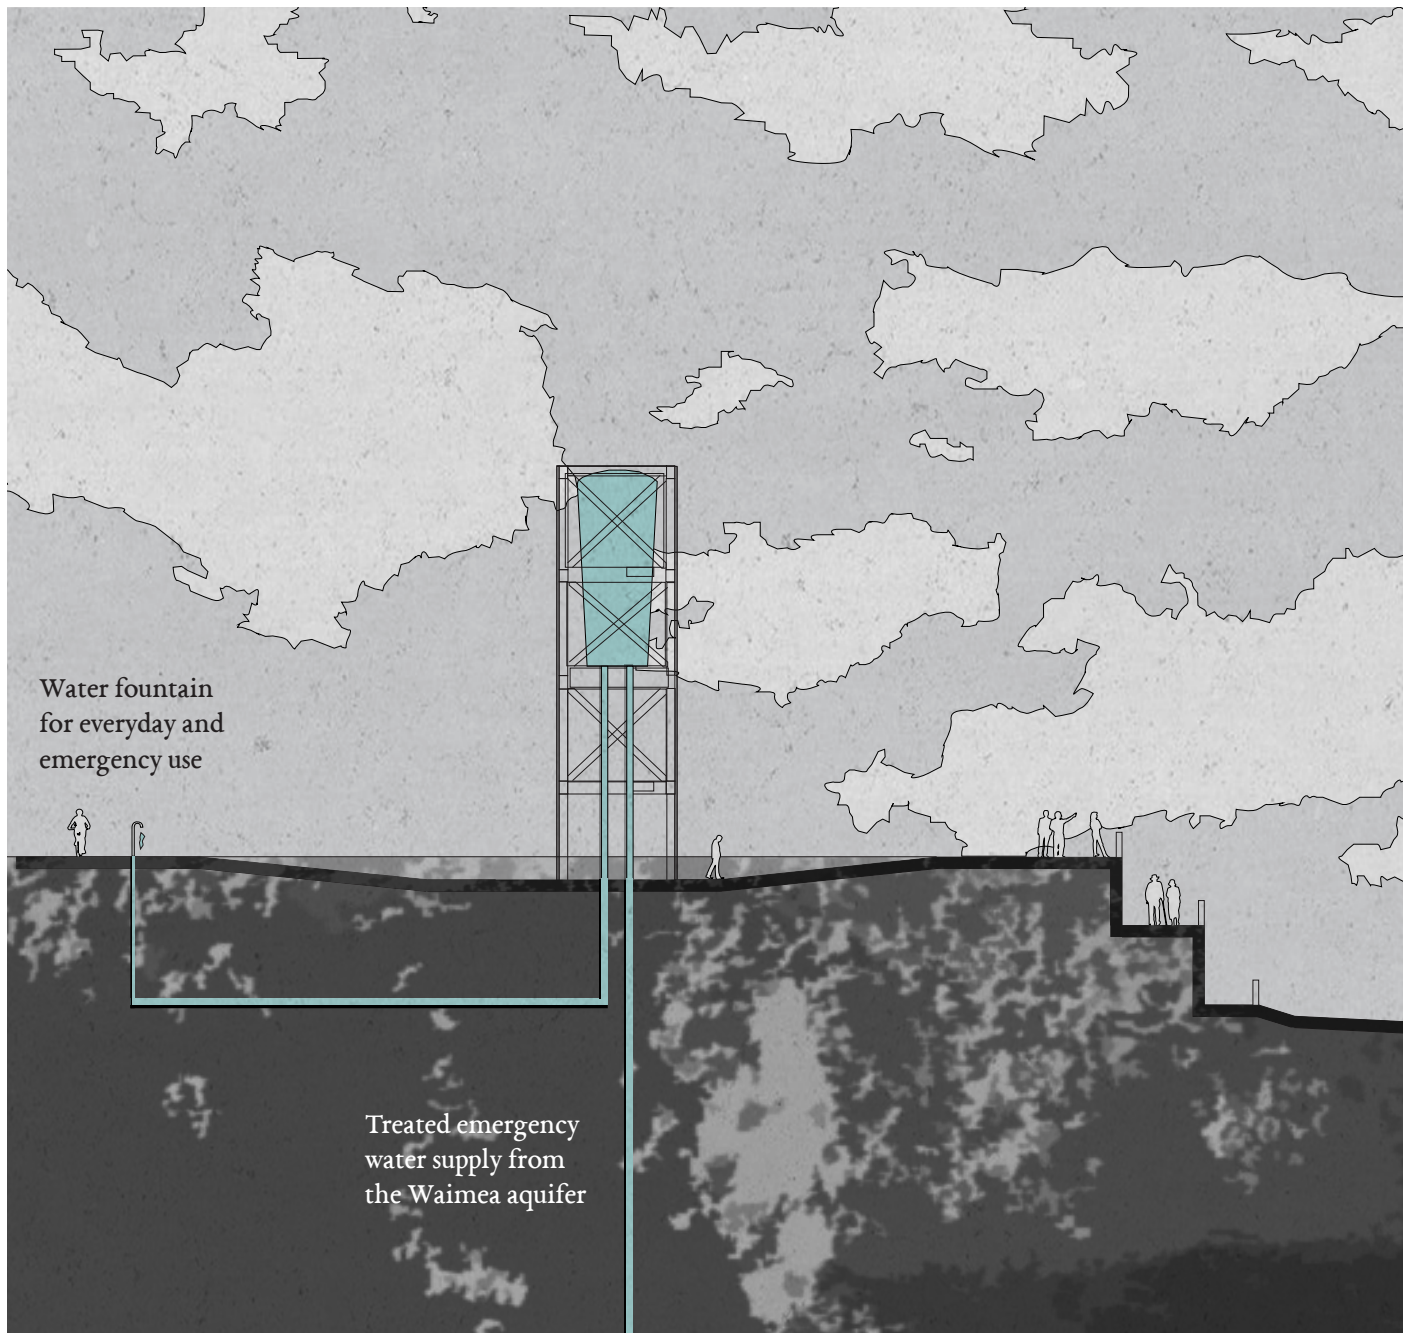 Water fountain
for everyday and
emergency use
Treated emergency
water supply from
the Waimea aquifer